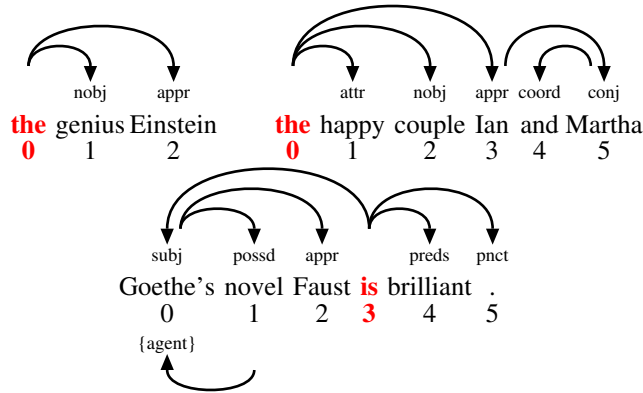 nobj appr
the genius Einstein
0 1 2
attr nobj appr coord conj
the happy couple Ian and Martha
0 1 2 3 4 5
subj possd appr preds pnct
Goethe's novel Faust is brilliant .
0 1 2 3 4 5
{agent}